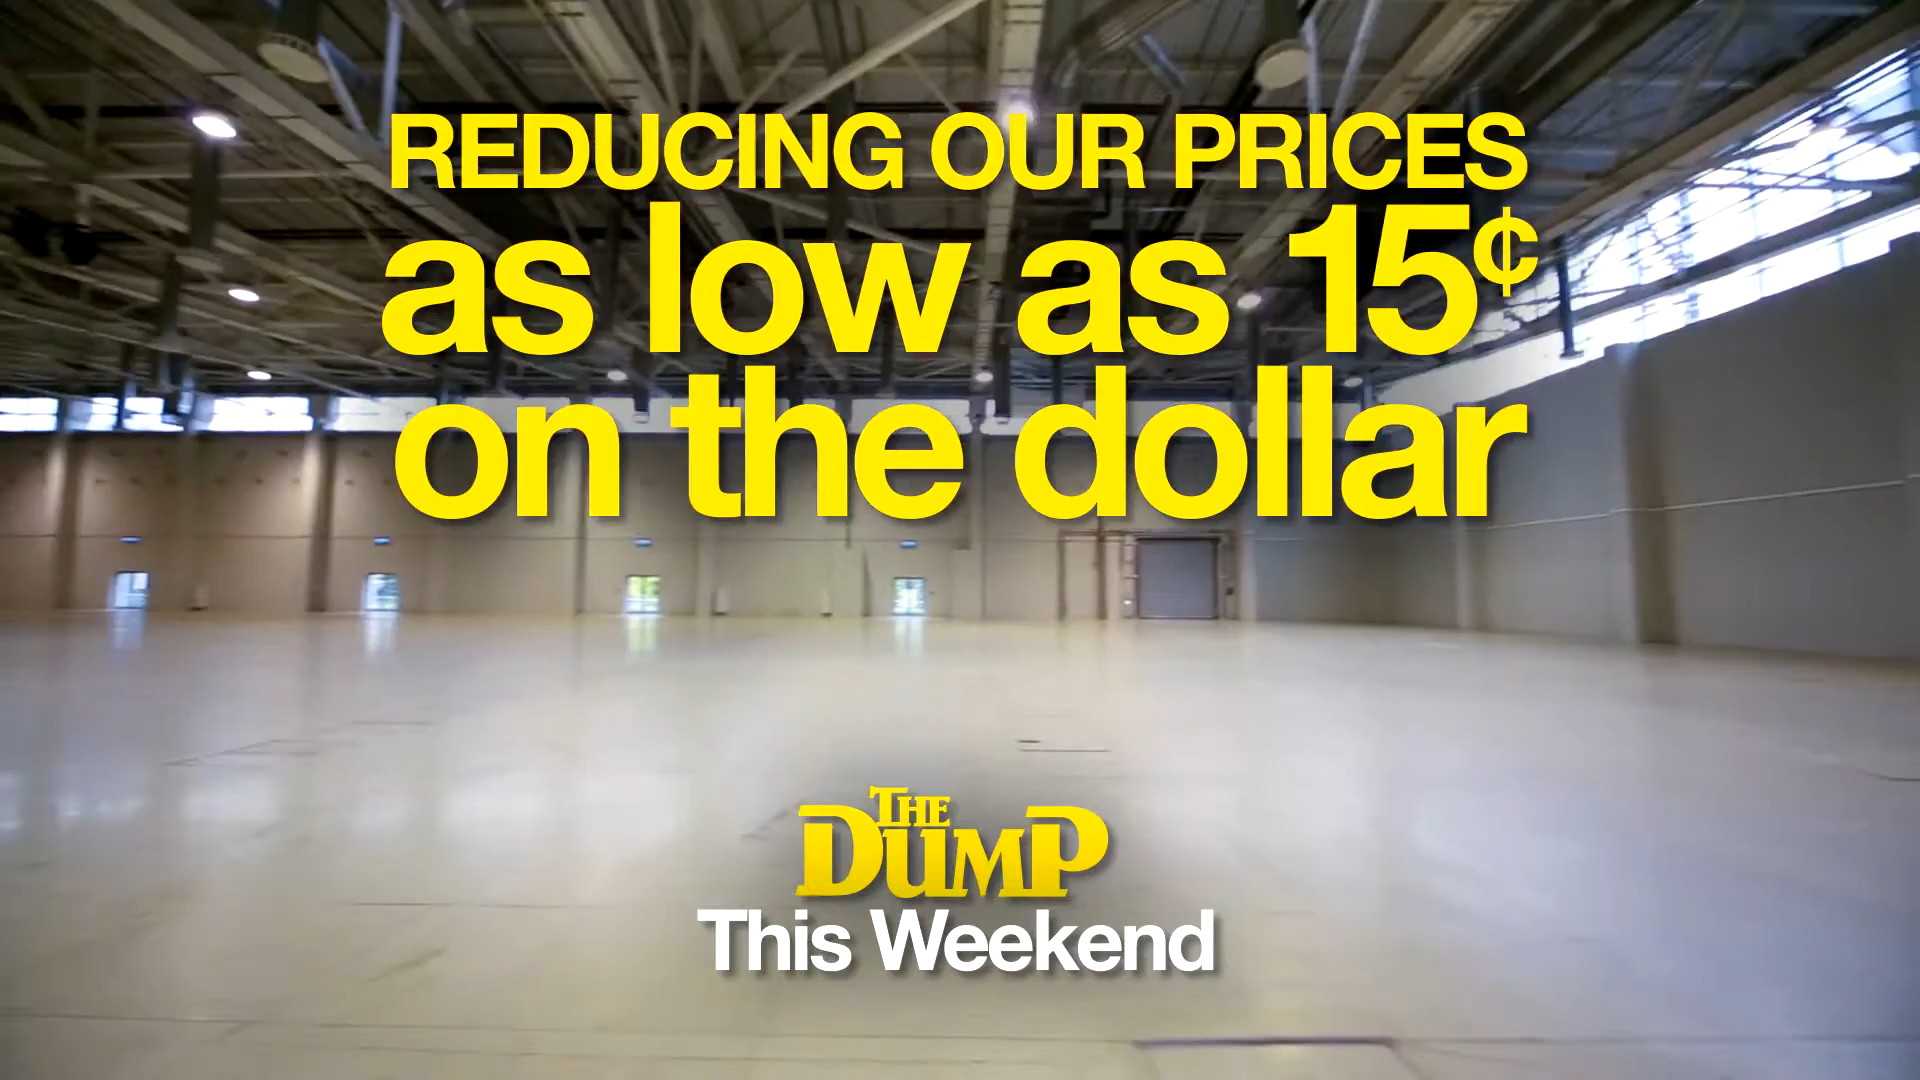 REDUCING OUR PRICES
as low as 15¢
on the dollar
THE
DUMP
This Weekend